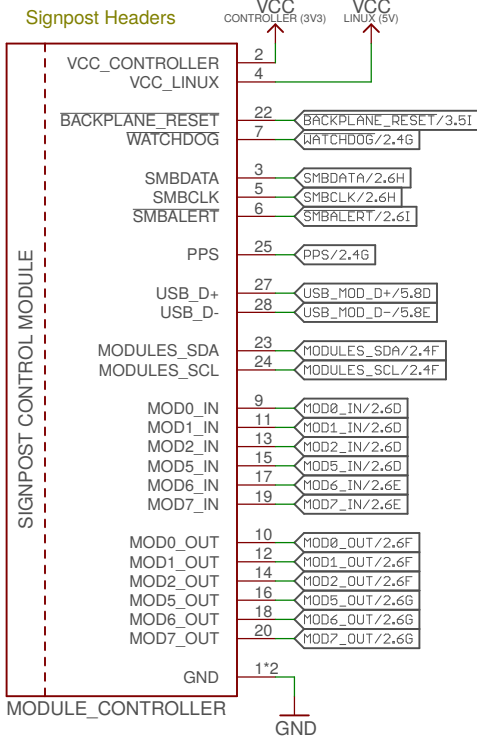 Signpost Headers
VCC
CONTROLLER (3V3)
VCC
LINUX (5V)
VCC_CONTROLLER 2
VCC_LINUX 4
BACKPLANE_RESET 22 BACKPLANE_RESET/3.5I
WATCHDOG 7 WATCHDOG/2.4G
SMBDATA 3 SMBDATA/2.6H
SMBCLK 5 SMBCLK/2.6H
SMBALERT 6 SMBALERT/2.6I
PPS 25 PPS/2.4G
USB_D+ 27 USB_MOD_D+/5.8D
USB_D- 28 USB_MOD_D-/5.8E
MODULES_SDA 23 MODULES_SDA/2.4F
MODULES_SCL 24 MODULES_SCL/2.4F
MOD0_IN 9 MOD0_IN/2.6D
MOD1_IN 11 MOD1_IN/2.6D
MOD2_IN 13 MOD2_IN/2.6D
MOD5_IN 15 MOD5_IN/2.6D
MOD6_IN 17 MOD6_IN/2.6E
MOD7_IN 19 MOD7_IN/2.6E
MOD0_OUT 10 MOD0_OUT/2.6F
MOD1_OUT 12 MOD1_OUT/2.6F
MOD2_OUT 14 MOD2_OUT/2.6F
MOD5_OUT 16 MOD5_OUT/2.6G
MOD6_OUT 18 MOD6_OUT/2.6G
MOD7_OUT 20 MOD7_OUT/2.6G
GND 1*2
SIGNPOST CONTROL MODULE
MODULE_CONTROLLER
GND